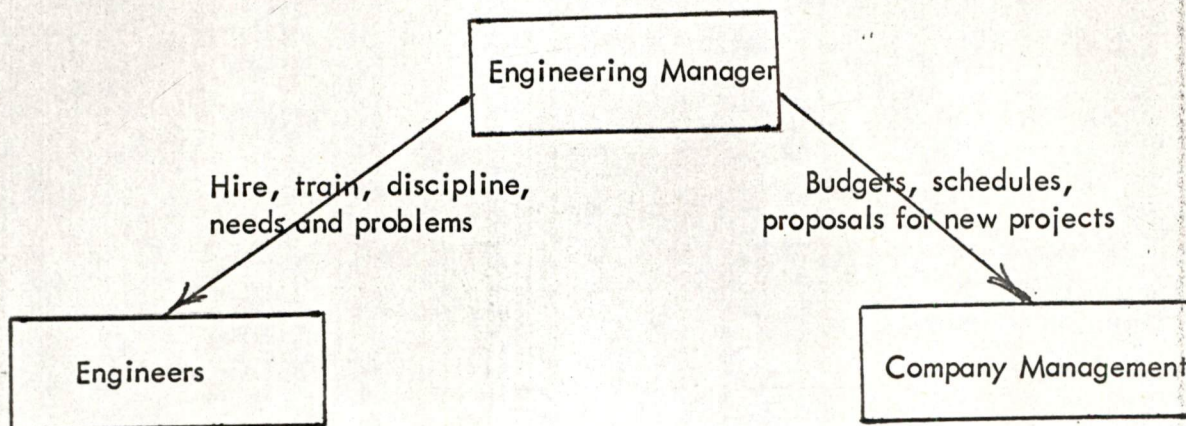 Engineering Manager
Hire, train, discipline,
needs and problems
Budgets, schedules,
proposals for new projects
Engineers
Company Management